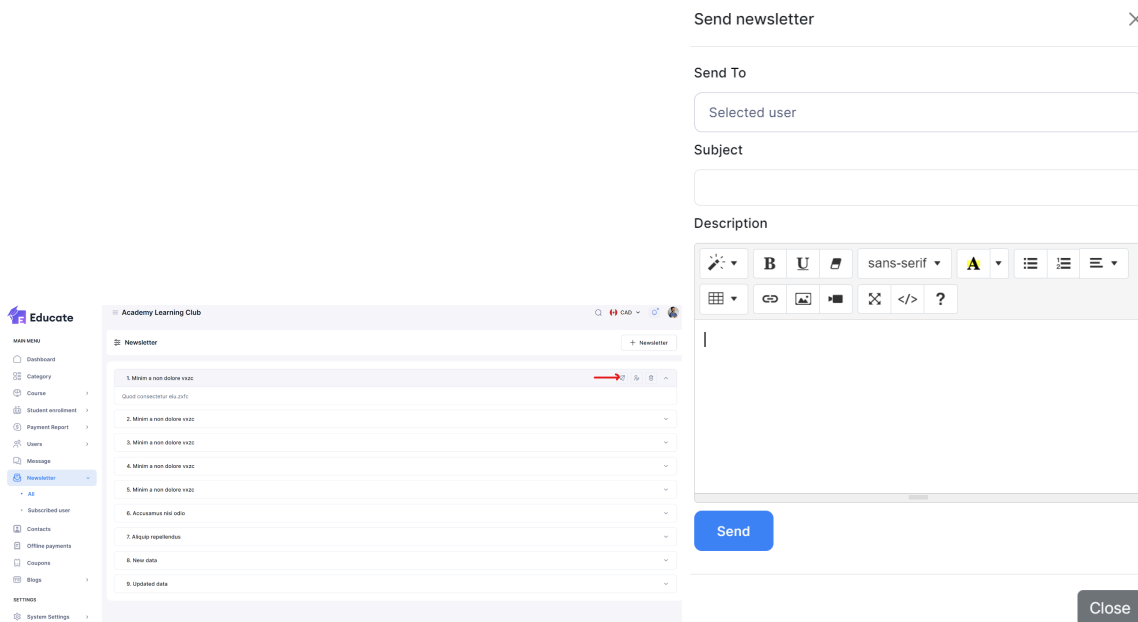 Educate
MAIN MENU
Dashboard
Category
Course
Student enrollment
Payment Report
Users
Message
Newsletter
All
Subscribed user
Contacts
Offline payments
Coupons
Blogs
SETTINGS
System Settings
Academy Learning Club
CAD
Newsletter
+ Newsletter
1. Minim a non dolore vxzc
Quod consectetur eiu.zxfs
2. Minim a non dolore vxzc
3. Minim a non dolore vxzc
4. Minim a non dolore vxzc
5. Minim a non dolore vxzc
6. Accusamus nisi odio
7. Aliquip repellendus
8. New data
9. Updated data
Send newsletter
Send To
Selected user
Subject
Description
B U sans-serif A </> ?
Send
Close